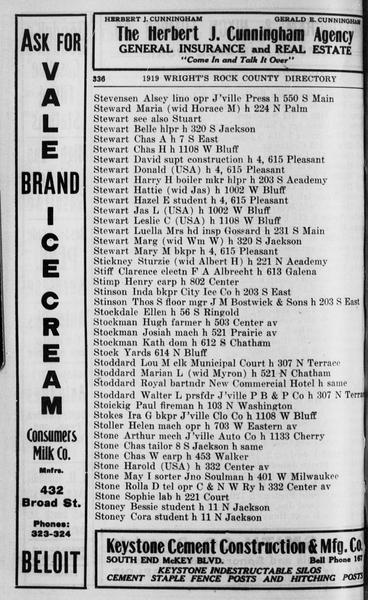 ASK FOR
VALE
BRAND
ICE CREAM
Consumers
Milk Co.
Mnfrs.
432
Broad St.
Phones:
323-324
BELOIT
HERBERT J. CUNNINGHAM GERALD E. CUNNINGHAM
The Herbert J. Cunningham Agency
GENERAL INSURANCE and REAL ESTATE
"Come In and Talk It Over"
336 1919 WRIGHT'S ROCK COUNTY DIRECTORY
Stevensen Alsey lino opr J'ville Press h 550 S Main
Steward Maria (wid Horace M) h 224 N Palm
Stewart see also Stuart
Stewart Belle hlpr h 320 S Jackson
Stewart Chas A h 7 S East
Stewart Chas H h 1108 W Bluff
Stewart David supt construction h 4, 615 Pleasant
Stewart Donald (USA) h 4, 615 Pleasant
Stewart Harry H boiler mkr hlpr h 203 S Academy
Stewart Hattie (wid Jas) h 1002 W Bluff
Stewart Hazel E student h 4, 615 Pleasant
Stewart Jas L (USA) h 1002 W Bluff
Stewart Leslie C (USA) h 1108 W Bluff
Stewart Luella Mrs hd insp Gossard h 231 S Main
Stewart Marg (wid Wm W) h 320 S Jackson
Stewart Mary M bkpr h 4, 615 Pleasant
Stickney Sturzie (wid Albert H) h 221 N Academy
Stiff Clarence electn F A Albrecht h 613 Galena
Stimp Henry carp h 802 Center
Stinson Inda bkpr City Ice Co h 203 S East
Stinson Thos S floor mgr J M Bostwick & Sons h 203 S East
Stockdale Ellen h 56 S Ringold
Stockman Hugh farmer h 503 Center av
Stockman Josiah mach h 521 Prairie av
Stockman Kath dom h 612 S Chatham
Stock Yards 614 N Bluff
Stoddard Lou M clk Municipal Court h 307 N Terrace
Stoddard Marian L (wid Myron) h 521 N Chatham
Stoddard Royal bartndr New Commercial Hotel h same
Stoddard Walter L prsfdr J'ville P B & P Co h 307 N Terrac
Stoickig Paul fireman h 103 N Washington
Stokes Ira G bkpr J'ville Clo Co h 1108 W Bluff
Stoller Helen mach opr h 703 W Eastern av
Stone Arthur mech J'ville Auto Co h 1133 Cherry
Stone Chas tailor 8 S Jackson h same
Stone Chas W carp h 453 Walker
Stone Harold (USA) h 332 Center av
Stone May I sorter Jno Soulman h 401 W Milwaukee
Stone Rolla D tel opr C & N W Ry h 332 Center av
Stone Sophie lab h 221 Court
Stoney Bessie student h 11 N Jackson
Stoney Cora student h 11 N Jackson
Keystone Cement Construction & Mfg. Co.
SOUTH END McKEY BLVD. Bell Phone 167
KEYSTONE INDESTRUCTABLE SILOS
CEMENT STAPLE FENCE POSTS AND HITCHING POSTS